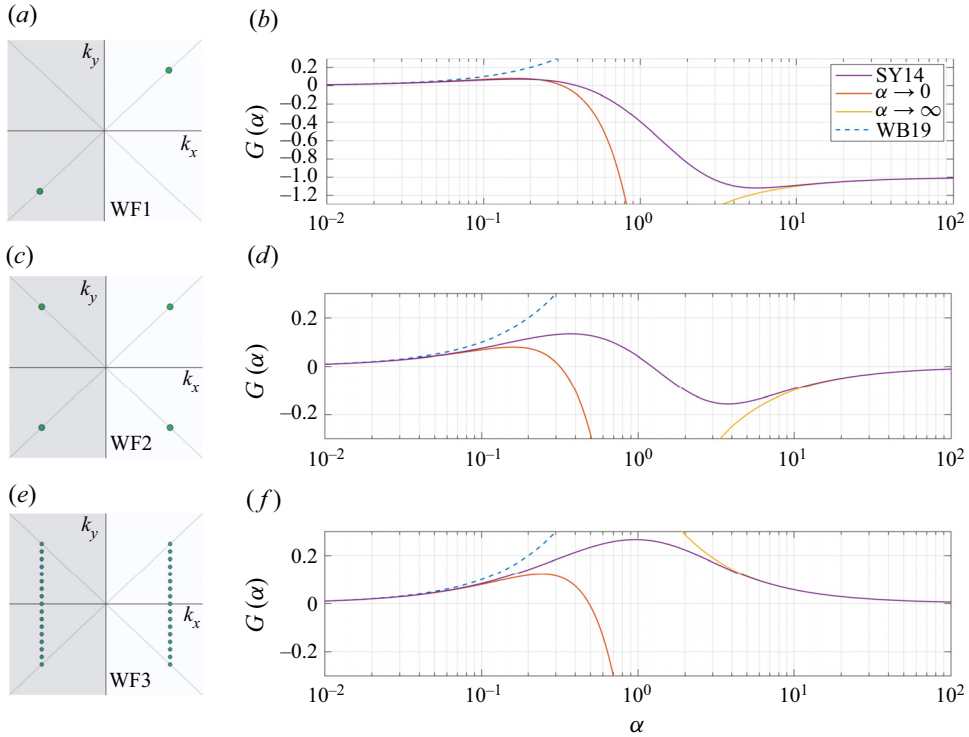 (a)
k_y
k_x
WF1
(b)
G(α)
0.2
0
−0.2
−0.4
−0.6
−0.8
−1.0
−1.2
SY14
α → 0
α → ∞
WB19
10^−2 10^−1 10^0 10^1 10^2
(c)
k_y
k_x
WF2
(d)
G(α)
0.2
0
−0.2
10^−2 10^−1 10^0 10^1 10^2
(e)
k_y
k_x
WF3
(f)
G(α)
0.2
0
−0.2
10^−2 10^−1 10^0 10^1 10^2
α